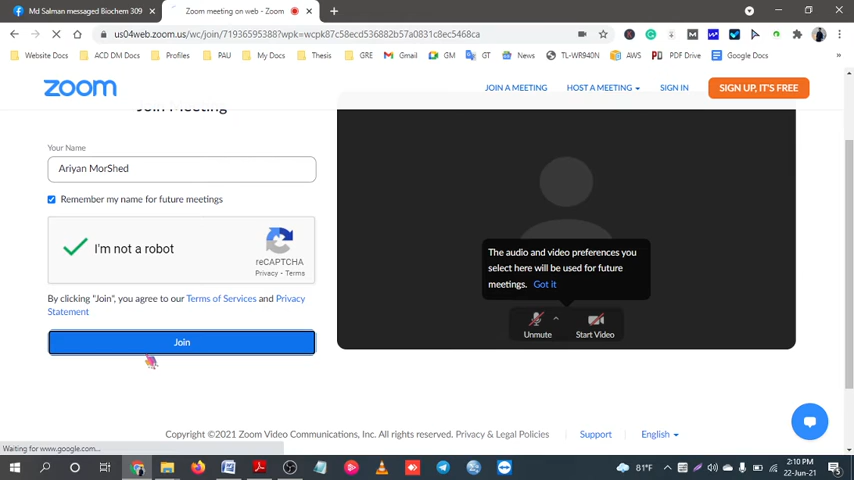 Md Salman messaged Biochem 309
Zoom meeting on web - Zoom
us04web.zoom.us/wc/join/71936595388?wpk=wcpk87c58ecd536882b57a0831c8ec5468ca
Website Docs
ACD DM Docs
Profiles
PAU
My Docs
Thesis
GRE
Gmail
GM
GT
News
TL-WR940N
AWS
PDF Drive
Google Docs
zoom
JOIN A MEETING
HOST A MEETING
SIGN IN
SIGN UP, IT'S FREE
Join Meeting
Your Name
Ariyan MorShed
Remember my name for future meetings
I'm not a robot
reCAPTCHA
Privacy - Terms
By clicking "Join", you agree to our Terms of Services and Privacy
Statement
Join
The audio and video preferences you
select here will be used for future
meetings. Got it
Unmute
Start Video
Copyright ©2021 Zoom Video Communications, Inc. All rights reserved. Privacy & Legal Policies
Support
English
Waiting for www.google.com...
81°F
2:10 PM
22-Jun-21